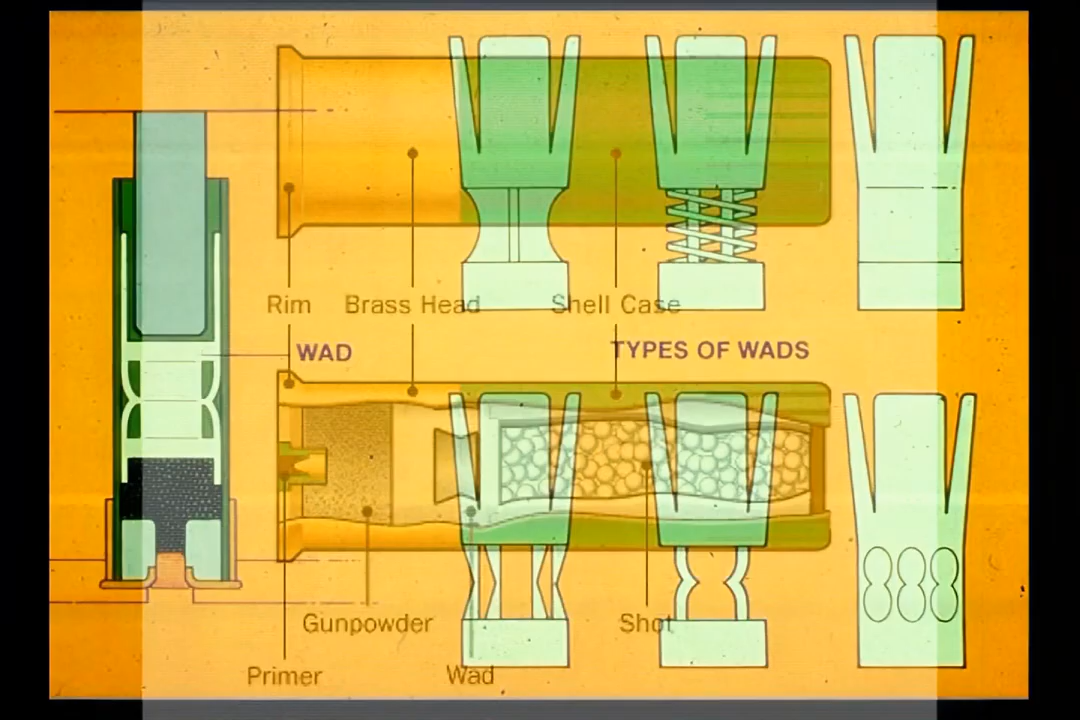 Rim Brass Head Shell Case
WAD TYPES OF WADS
Gunpowder Shot
Primer Wad